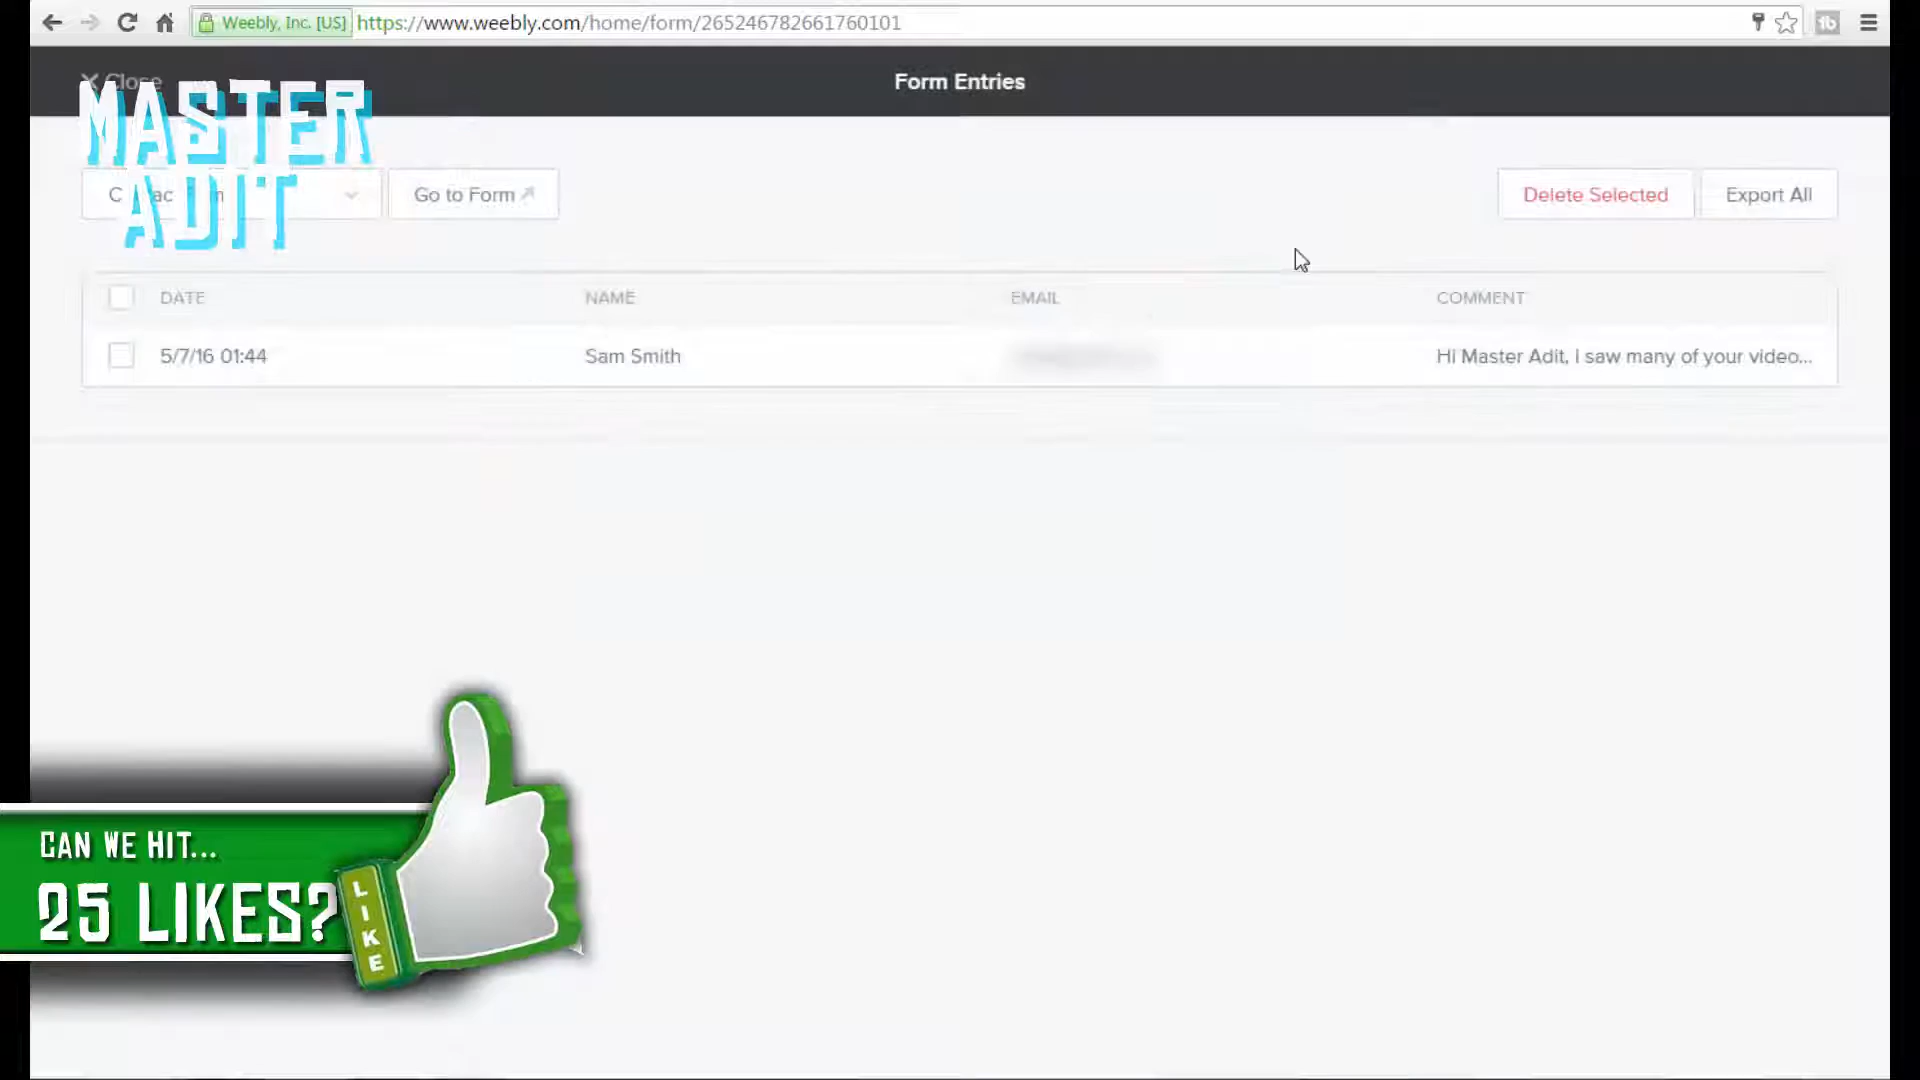 Weebly, Inc. [US] https://www.weebly.com/home/form/265246782661760101
Close
Form Entries
MASTER
ADIT
Go to Form
Delete Selected
Export All
DATE NAME EMAIL COMMENT
5/7/16 01:44 Sam Smith Hi Master Adit, I saw many of your video...
CAN WE HIT...
25 LIKES?
LIKE